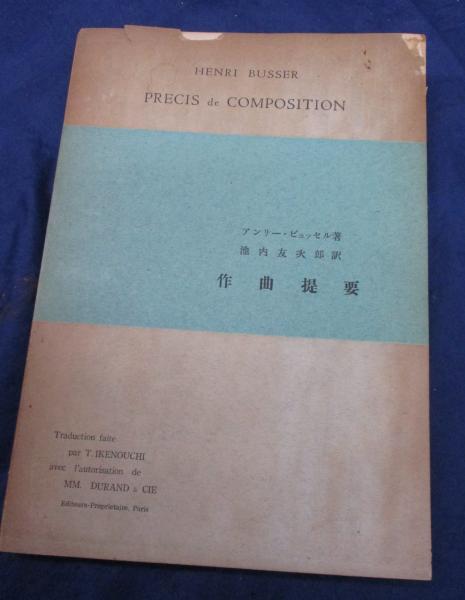 HENRI BUSSER
PRECIS de COMPOSITION
アンリー・ビュッセル著
池内友次郎訳
作曲提要
Traduction faite
par T. IKENOUCHI
avec l'autorisation de
MM. DURAND & CIE
Editeurs-Proprietaire, Paris